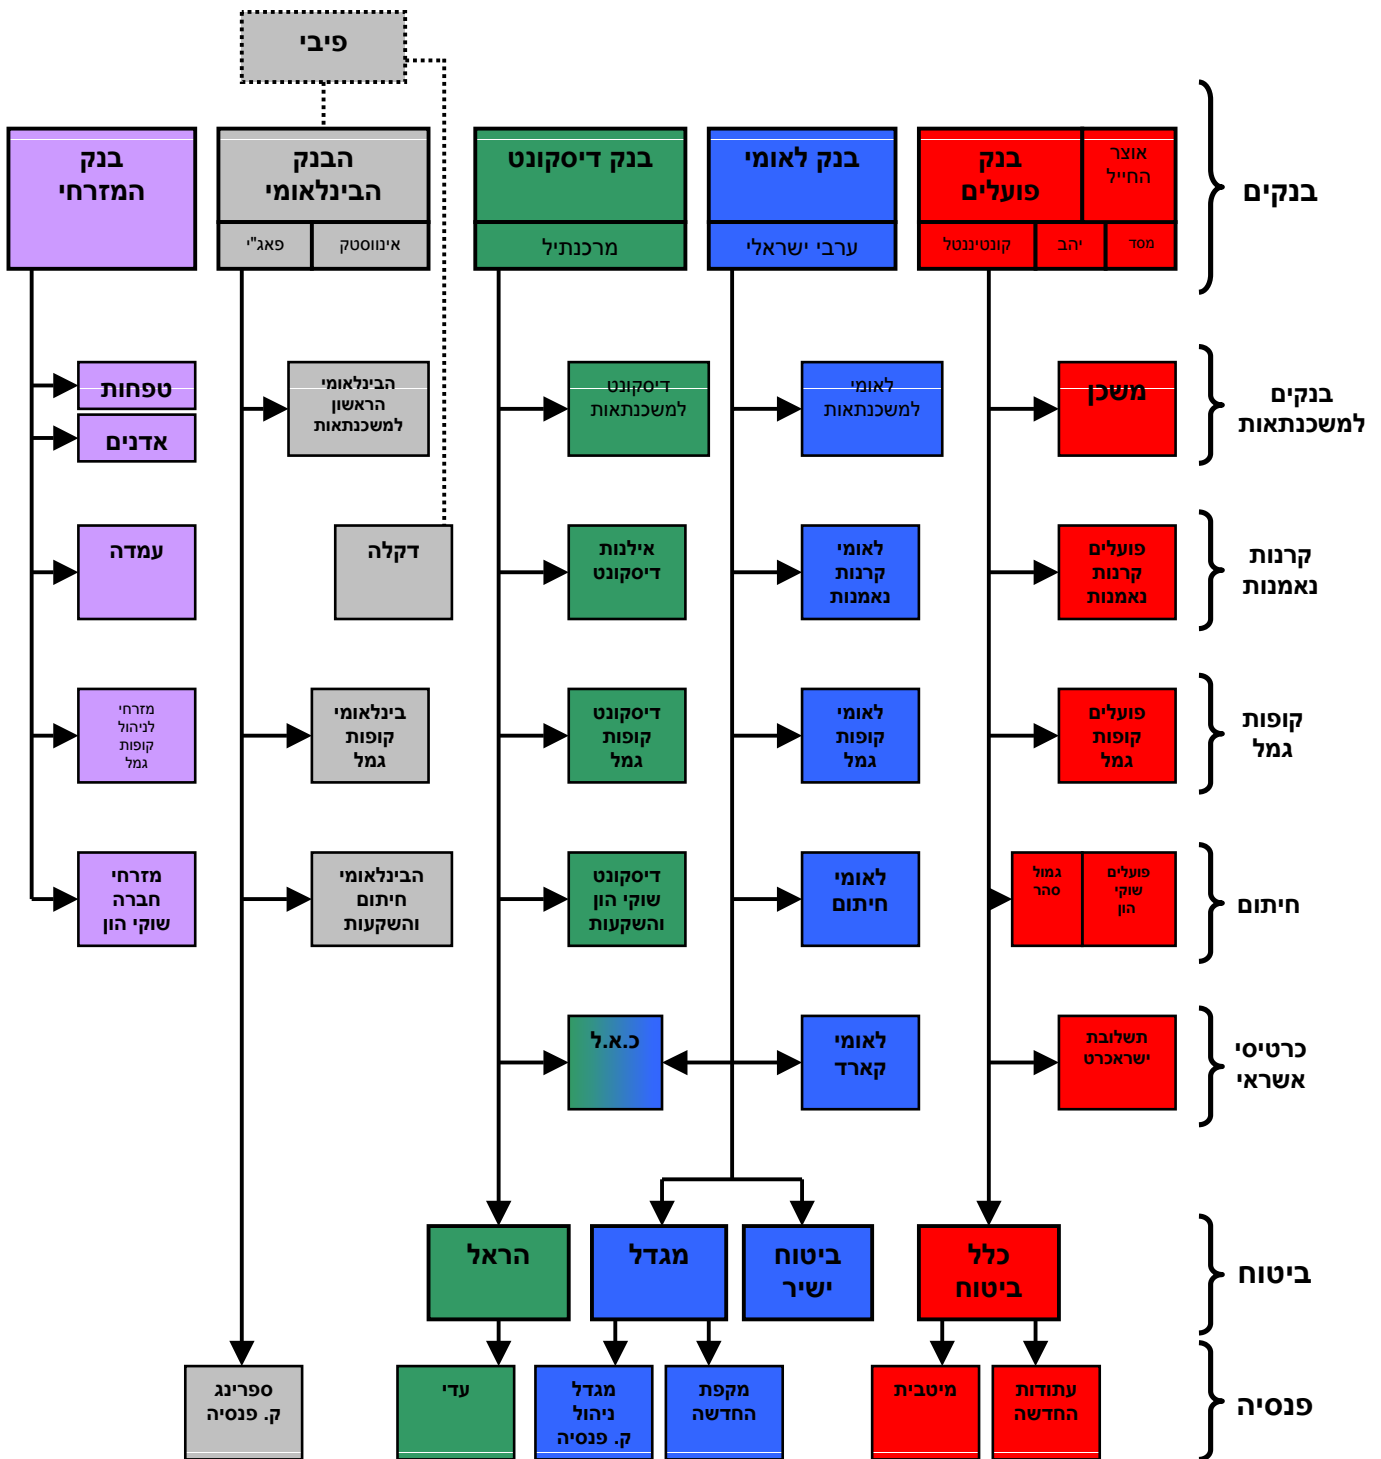 פיבי
בנקים
אוצר
החייל
בנק
פועלים
מסד
יהב
קונטיננטל
בנק לאומי
ערבי ישראלי
בנק דיסקונט
מרכנתיל
הבנק
הבינלאומי
אינווסטק
פאג"י
בנק
המזרחי
בנקים
למשכנתאות
משכן
לאומי
למשכנתאות
דיסקונט
למשכנתאות
הבינלאומי
הראשון
למשכנתאות
טפחות
אדנים
קרנות
נאמנות
פועלים
קרנות
נאמנות
לאומי
קרנות
נאמנות
אילנות
דיסקונט
דקלה
עמדה
קופות
גמל
פועלים
קופות
גמל
לאומי
קופות
גמל
דיסקונט
קופות
גמל
בינלאומי
קופות
גמל
מזרחי
לניהול
קופות
גמל
חיתום
פועלים
שוקי
הון
גמול
סהר
לאומי
חיתום
דיסקונט
שוקי הון
והשקעות
הבינלאומי
חיתום
והשקעות
מזרחי
חברה
שוקי הון
כרטיסי
אשראי
תשלובת
ישראכרט
לאומי
קארד
כ.א.ל
ביטוח
כלל
ביטוח
ביטוח
ישיר
מגדל
הראל
פנסיה
עתודות
החדשה
מיטבית
מקפת
החדשה
מגדל
ניהול
ק. פנסיה
עדי
ספרינג
ק. פנסיה